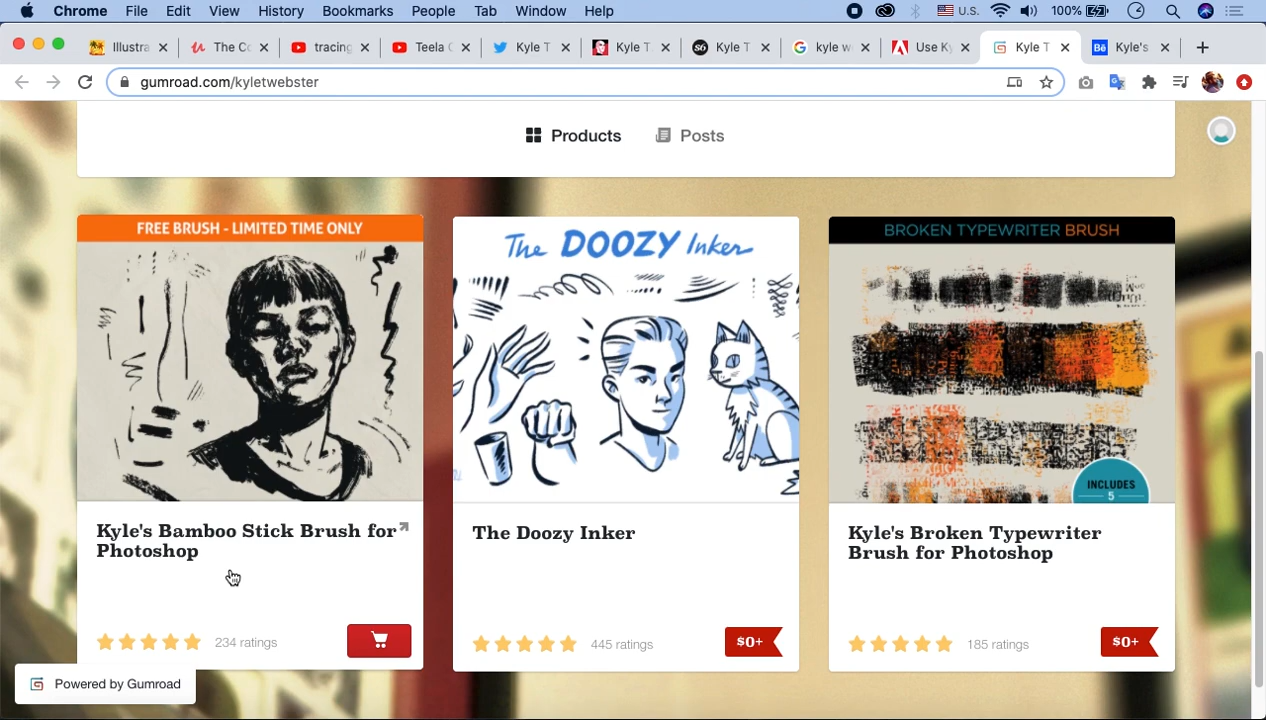 Chrome File Edit View History Bookmarks People Tab Window Help U.S. 100%
Illustra The Co tracing Teela C Kyle T Kyle T Kyle T kyle w Use Ky Kyle T Kyle's
gumroad.com/kyletwebster
Products Posts
FREE BRUSH - LIMITED TIME ONLY
The DOOZY Inker
BROKEN TYPEWRITER BRUSH
INCLUDES
5
Kyle's Bamboo Stick Brush for
Photoshop
234 ratings
The Doozy Inker
445 ratings
$0+
Kyle's Broken Typewriter
Brush for Photoshop
185 ratings
$0+
Powered by Gumroad